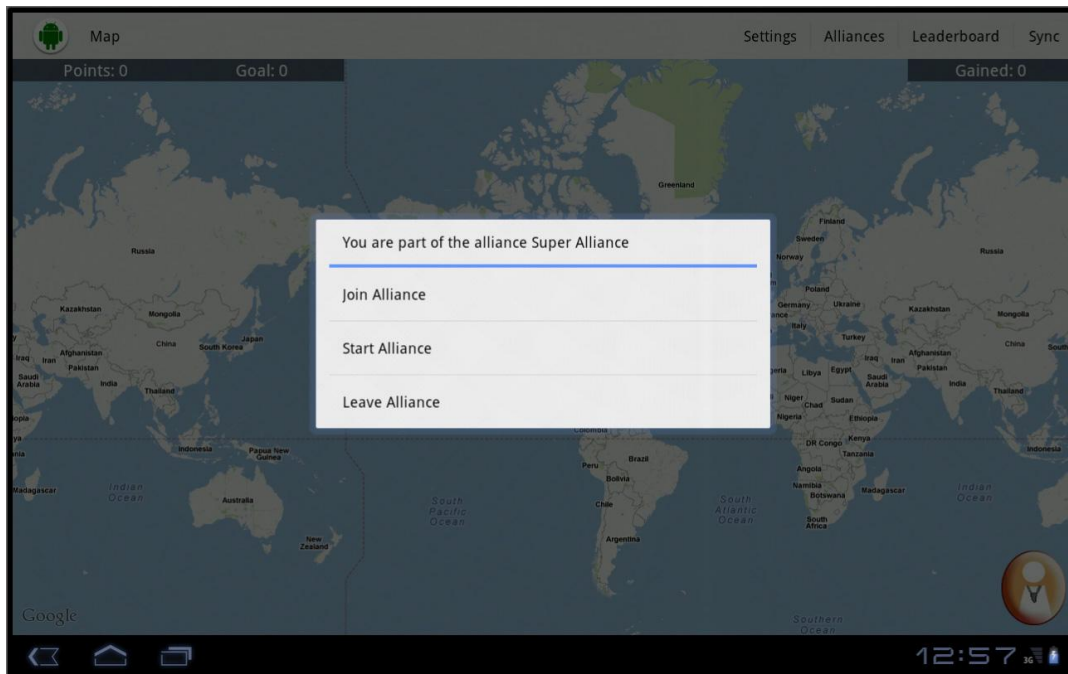 Map
Settings
Alliances
Leaderboard
Sync
Points: 0
Goal: 0
Gained: 0
Greenland
You are part of the alliance Super Alliance
Join Alliance
Start Alliance
Leave Alliance
Russia
Kazakhstan
Mongolia
China
South Korea
Japan
Iraq
Iran
Afghanistan
Pakistan
Saudi
Arabia
India
Thailand
Indonesia
Papua New
Guinea
Madagascar
Indian
Ocean
Australia
New
Zealand
South
Pacific
Ocean
Colombia
Peru
Brazil
Bolivia
Chile
Argentina
South
Atlantic
Ocean
Finland
Sweden
Norway
Poland
Germany
Ukraine
Italy
Turkey
Libya
Egypt
Iraq
Iran
Saudi
Arabia
Niger
Chad
Sudan
Nigeria
Ethiopia
DR Congo
Kenya
Tanzania
Angola
Namibia
Botswana
Madagascar
South
Africa
Russia
Kazakhstan
Mongolia
China
South
Afghanistan
Pakistan
India
Thailand
Indonesia
Indian
Ocean
Southern
Ocean
Google
12:57
3G